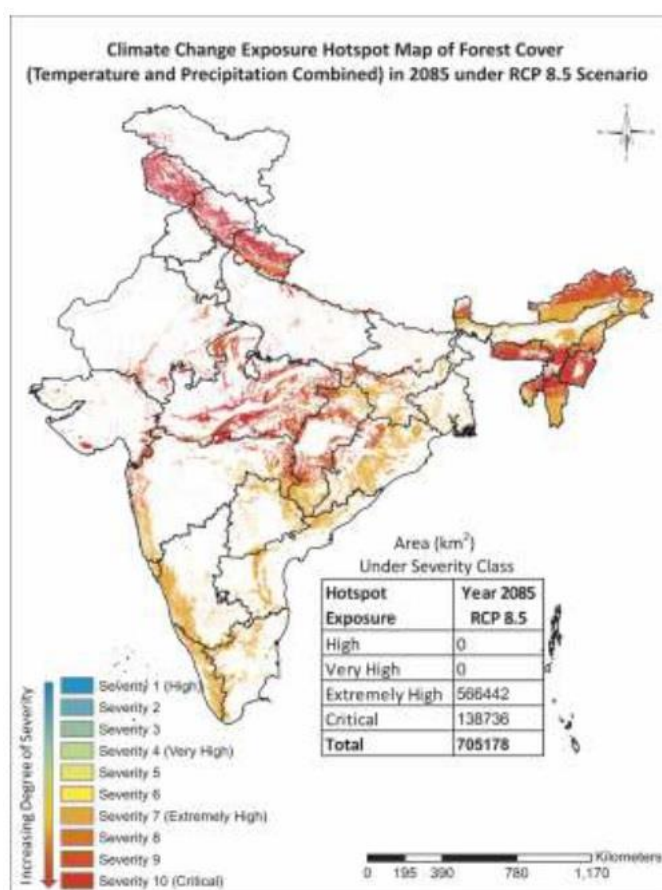 Climate Change Exposure Hotspot Map of Forest Cover
(Temperature and Precipitation Combined) in 2085 under RCP 8.5 Scenario
Area (km²)
Under Severity Class
Hotspot Exposure Year 2085 RCP 8.5
High 0
Very High 0
Extremely High 566442
Critical 138736
Total 705178
Increasing Degree of Severity
Severity 1 (High)
Severity 2
Severity 3
Severity 4 (Very High)
Severity 5
Severity 6
Severity 7 (Extremely High)
Severity 8
Severity 9
Severity 10 (Critical)
Kilometers
0 195 390 780 1,170